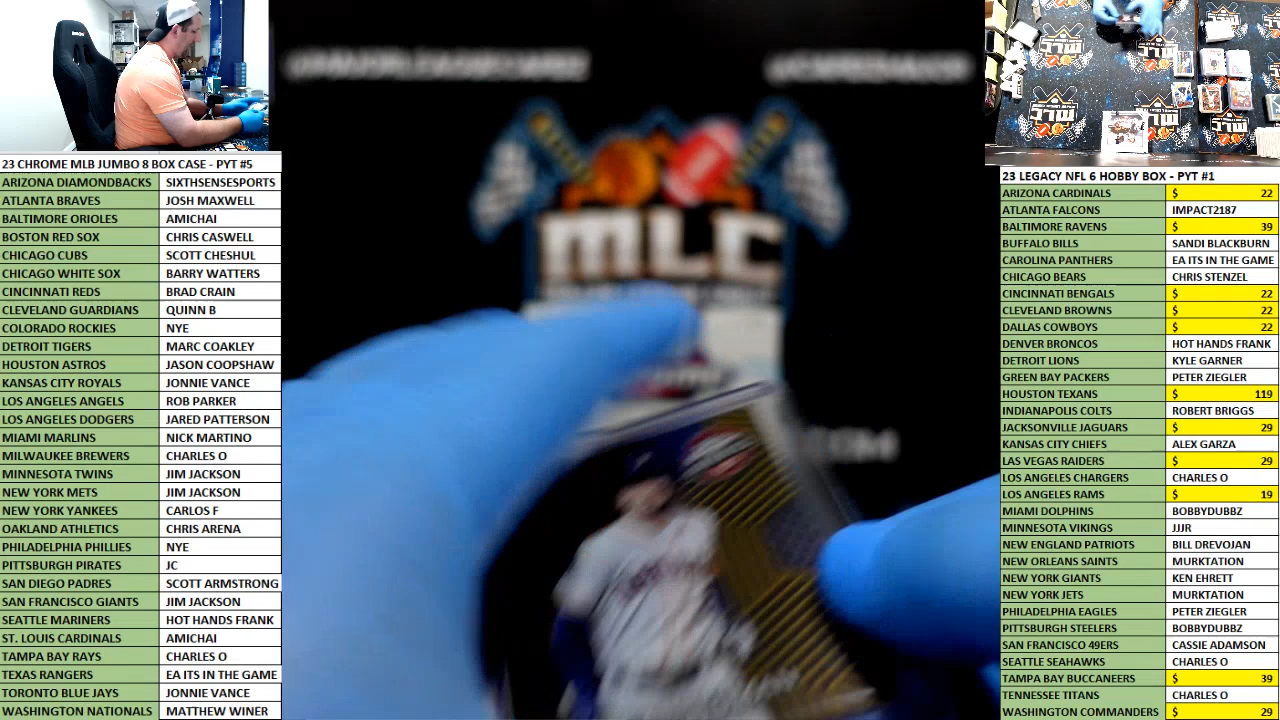 23 CHROME MLB JUMBO 8 BOX CASE - PYT #5
ARIZONA DIAMONDBACKS SIXTHSENSESPORTS
ATLANTA BRAVES JOSH MAXWELL
BALTIMORE ORIOLES AMICHAI
BOSTON RED SOX CHRIS CASWELL
CHICAGO CUBS SCOTT CHESHUL
CHICAGO WHITE SOX BARRY WATTERS
CINCINNATI REDS BRAD CRAIN
CLEVELAND GUARDIANS QUINN B
COLORADO ROCKIES NYE
DETROIT TIGERS MARC COAKLEY
HOUSTON ASTROS JASON COOPSHAW
KANSAS CITY ROYALS JONNIE VANCE
LOS ANGELES ANGELS ROB PARKER
LOS ANGELES DODGERS JARED PATTERSON
MIAMI MARLINS NICK MARTINO
MILWAUKEE BREWERS CHARLES O
MINNESOTA TWINS JIM JACKSON
NEW YORK METS JIM JACKSON
NEW YORK YANKEES CARLOS F
OAKLAND ATHLETICS CHRIS ARENA
PHILADELPHIA PHILLIES NYE
PITTSBURGH PIRATES JC
SAN DIEGO PADRES SCOTT ARMSTRONG
SAN FRANCISCO GIANTS JIM JACKSON
SEATTLE MARINERS HOT HANDS FRANK
ST. LOUIS CARDINALS AMICHAI
TAMPA BAY RAYS CHARLES O
TEXAS RANGERS EA ITS IN THE GAME
TORONTO BLUE JAYS JONNIE VANCE
WASHINGTON NATIONALS MATTHEW WINER
MLC
23 LEGACY NFL 6 HOBBY BOX - PYT #1
ARIZONA CARDINALS $ 22
ATLANTA FALCONS IMPACT2187
BALTIMORE RAVENS $ 39
BUFFALO BILLS SANDI BLACKBURN
CAROLINA PANTHERS EA ITS IN THE GAME
CHICAGO BEARS CHRIS STENZEL
CINCINNATI BENGALS $ 22
CLEVELAND BROWNS $ 22
DALLAS COWBOYS $ 22
DENVER BRONCOS HOT HANDS FRANK
DETROIT LIONS KYLE GARNER
GREEN BAY PACKERS PETER ZIEGLER
HOUSTON TEXANS $ 119
INDIANAPOLIS COLTS ROBERT BRIGGS
JACKSONVILLE JAGUARS $ 29
KANSAS CITY CHIEFS ALEX GARZA
LAS VEGAS RAIDERS $ 29
LOS ANGELES CHARGERS CHARLES O
LOS ANGELES RAMS $ 19
MIAMI DOLPHINS BOBBYDUBBZ
MINNESOTA VIKINGS JJJR
NEW ENGLAND PATRIOTS BILL DREVOJAN
NEW ORLEANS SAINTS MURKTATION
NEW YORK GIANTS KEN EHRETT
NEW YORK JETS MURKTATION
PHILADELPHIA EAGLES PETER ZIEGLER
PITTSBURGH STEELERS BOBBYDUBBZ
SAN FRANCISCO 49ERS CASSIE ADAMSON
SEATTLE SEAHAWKS CHARLES O
TAMPA BAY BUCCANEERS $ 39
TENNESSEE TITANS CHARLES O
WASHINGTON COMMANDERS $ 29